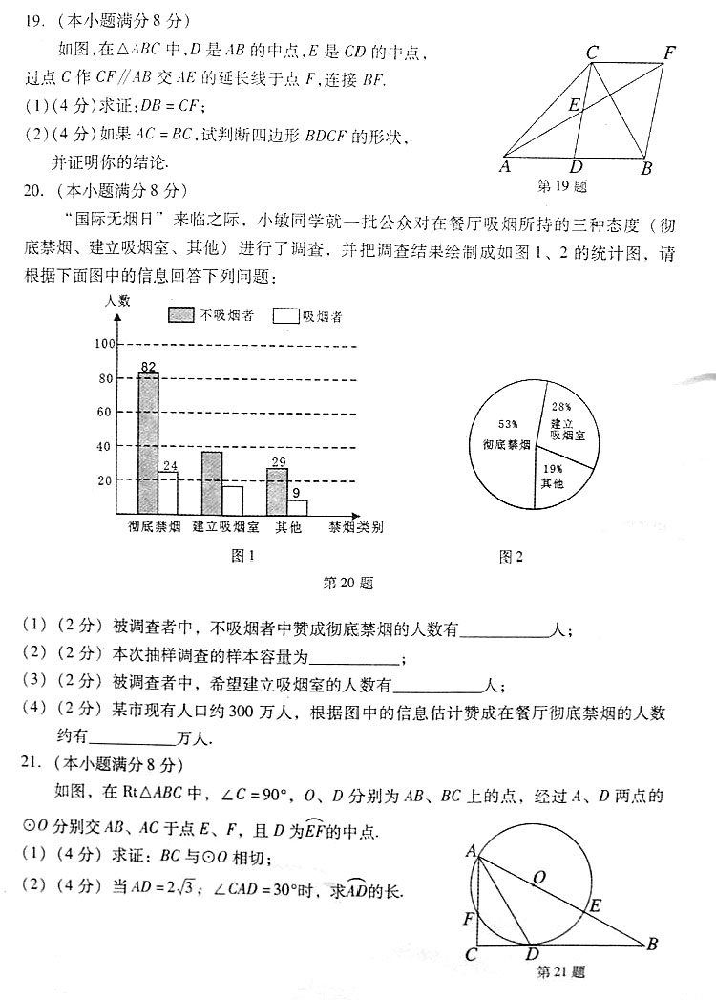 19. (本小题满分8分)
如图,在△ABC中,D是AB的中点,E是CD的中点,
过点C作CF∥AB交AE的延长线于点F,连接BF.
(1)(4分)求证:DB=CF;
(2)(4分)如果AC=BC,试判断四边形BDCF的形状,
并证明你的结论.
C
F
E
A
D
B
第19题
20. (本小题满分8分)
“国际无烟日”来临之际,小敏同学就一批公众对在餐厅吸烟所持的三种态度(彻
底禁烟、建立吸烟室、其他)进行了调查,并把调查结果绘制成如图1、2的统计图,请
根据下面图中的信息回答下列问题:
人数
不吸烟者
吸烟者
100
80
60
40
20
82
24
29
9
彻底禁烟 建立吸烟室 其他 禁烟类别
图1
53%
彻底禁烟
28%
建立
吸烟室
19%
其他
图2
第20题
(1)(2分)被调查者中,不吸烟者中赞成彻底禁烟的人数有________人;
(2)(2分)本次抽样调查的样本容量为________;
(3)(2分)被调查者中,希望建立吸烟室的人数有________人;
(4)(2分)某市现有人口约300万人,根据图中的信息估计赞成在餐厅彻底禁烟的人数
约有________万人.
21. (本小题满分8分)
如图,在Rt△ABC中,∠C=90°,O、D分别为AB、BC上的点,经过A、D两点的
⊙O分别交AB、AC于点E、F,且D为EF的中点.
(1)(4分)求证:BC与⊙O相切;
(2)(4分)当AD=2√3;∠CAD=30°时,求AD的长.
A
O
E
F
C
D
B
第21题